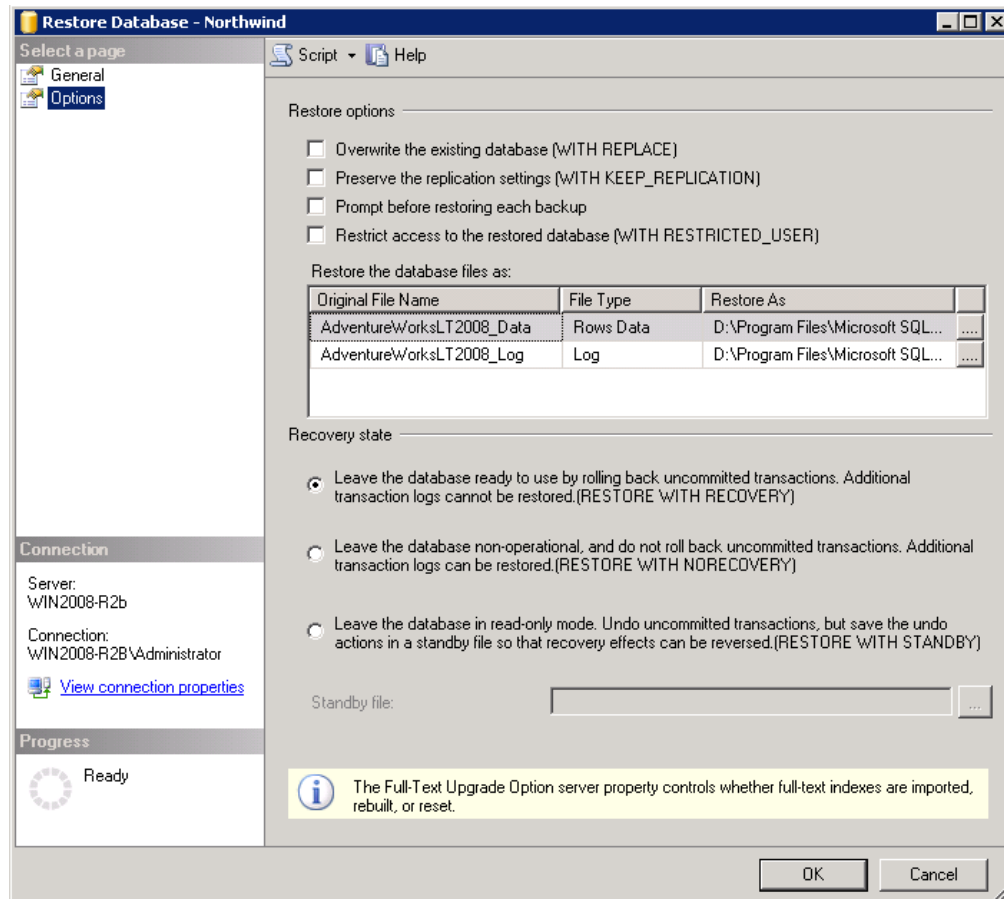 Restore Database - Northwind
Select a page
General
Options
Script
Help
Restore options
Overwrite the existing database (WITH REPLACE)
Preserve the replication settings (WITH KEEP_REPLICATION)
Prompt before restoring each backup
Restrict access to the restored database (WITH RESTRICTED_USER)
Restore the database files as:
Original File Name File Type Restore As
AdventureWorksLT2008_Data Rows Data D:\Program Files\Microsoft SQL... ....
AdventureWorksLT2008_Log Log D:\Program Files\Microsoft SQL... ....
Recovery state
Leave the database ready to use by rolling back uncommitted transactions. Additional
transaction logs cannot be restored.(RESTORE WITH RECOVERY)
Leave the database non-operational, and do not roll back uncommitted transactions. Additional
transaction logs can be restored.(RESTORE WITH NORECOVERY)
Leave the database in read-only mode. Undo uncommitted transactions, but save the undo
actions in a standby file so that recovery effects can be reversed.(RESTORE WITH STANDBY)
Standby file: ...
The Full-Text Upgrade Option server property controls whether full-text indexes are imported,
rebuilt, or reset.
Connection
Server:
WIN2008-R2b
Connection:
WIN2008-R2B\Administrator
View connection properties
Progress
Ready
OK
Cancel